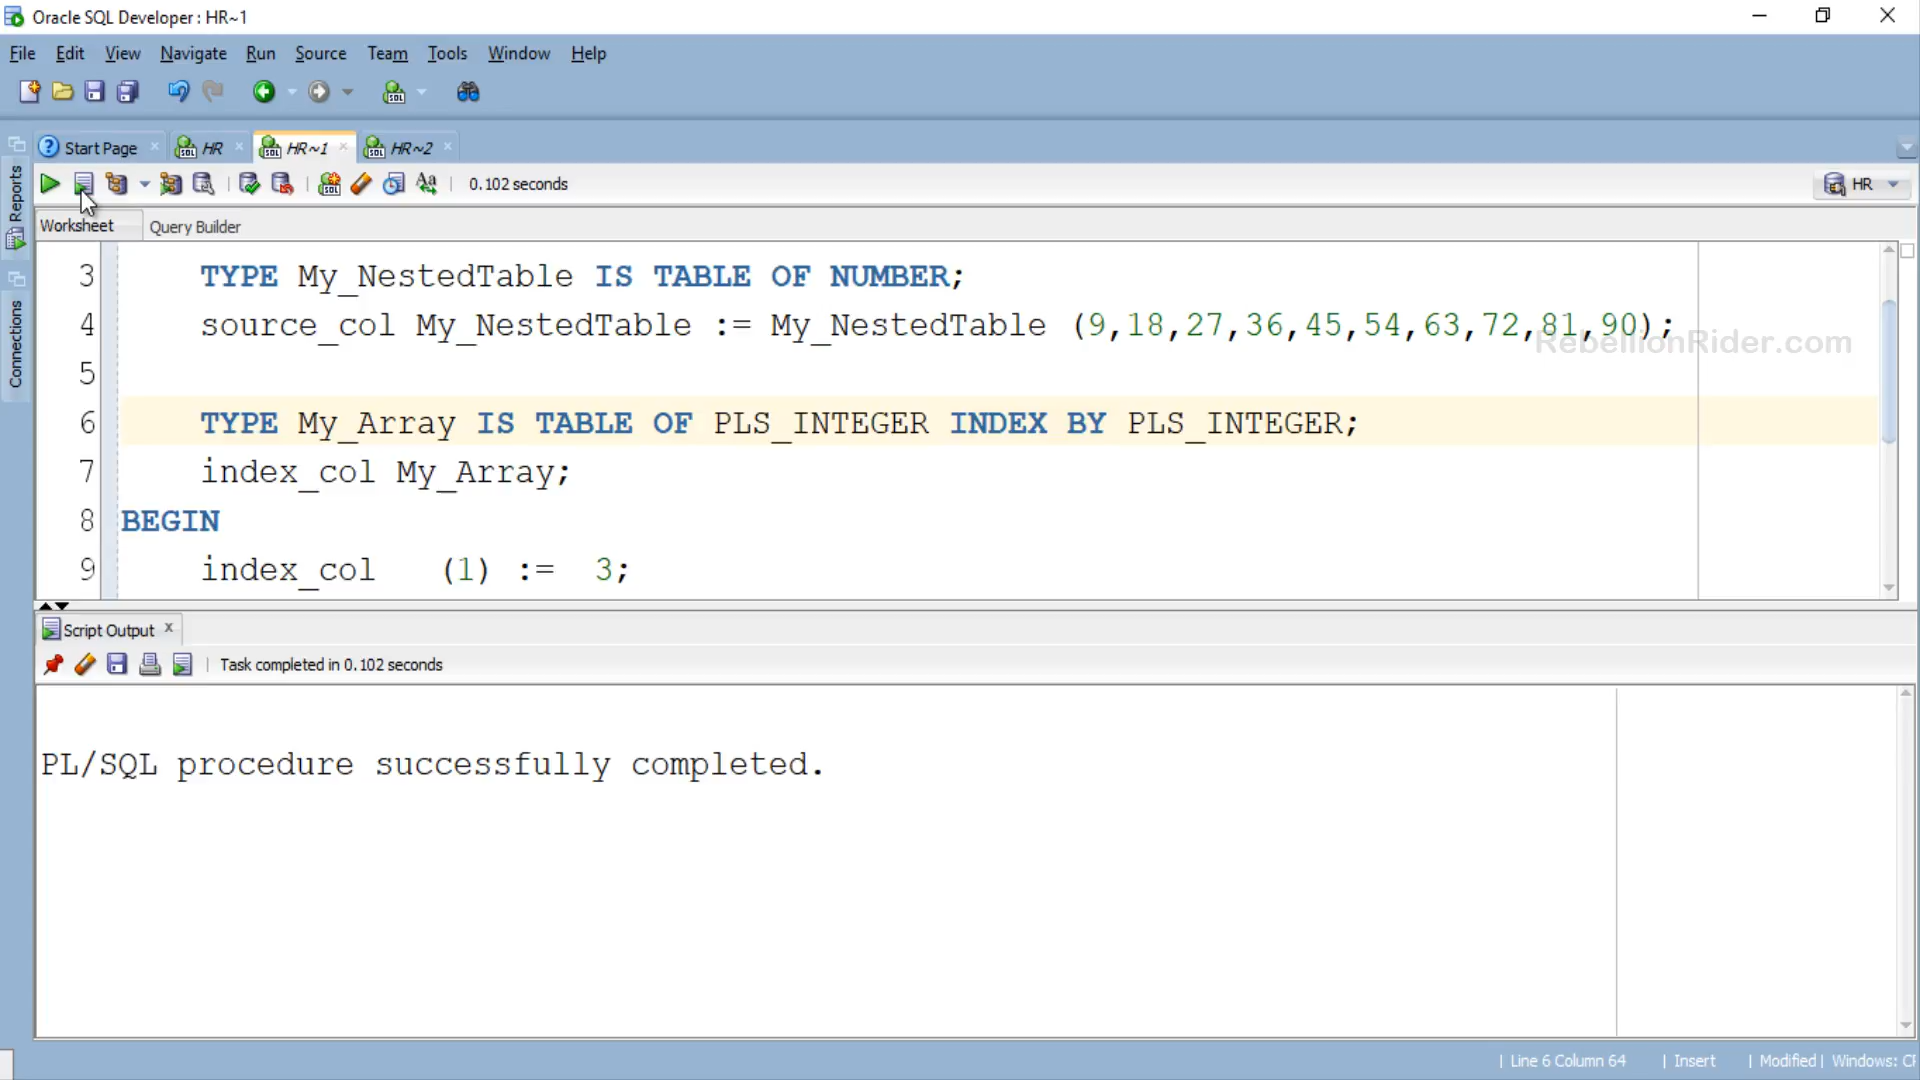 Oracle SQL Developer : HR~1
File Edit View Navigate Run Source Team Tools Window Help
SQL
Start Page HR HR~1 HR~2
0.102 seconds HR
Worksheet Query Builder
Reports
Connections
3 TYPE My_NestedTable IS TABLE OF NUMBER;
4 source_col My_NestedTable := My_NestedTable (9,18,27,36,45,54,63,72,81,90);
RebellionRider.com
5
6 TYPE My_Array IS TABLE OF PLS_INTEGER INDEX BY PLS_INTEGER;
7 index_col My_Array;
8 BEGIN
9 index_col (1) := 3;
Script Output x
Task completed in 0.102 seconds
PL/SQL procedure successfully completed.
Line 6 Column 64 | Insert | Modified | Windows: